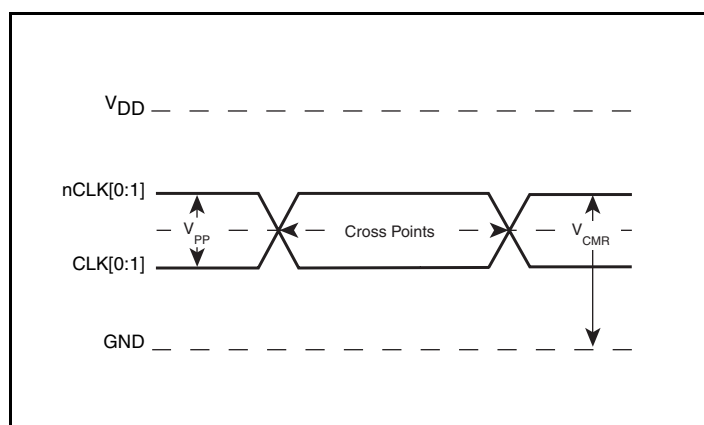 VDD
nCLK[0:1]
VPP
Cross Points
VCMR
CLK[0:1]
GND